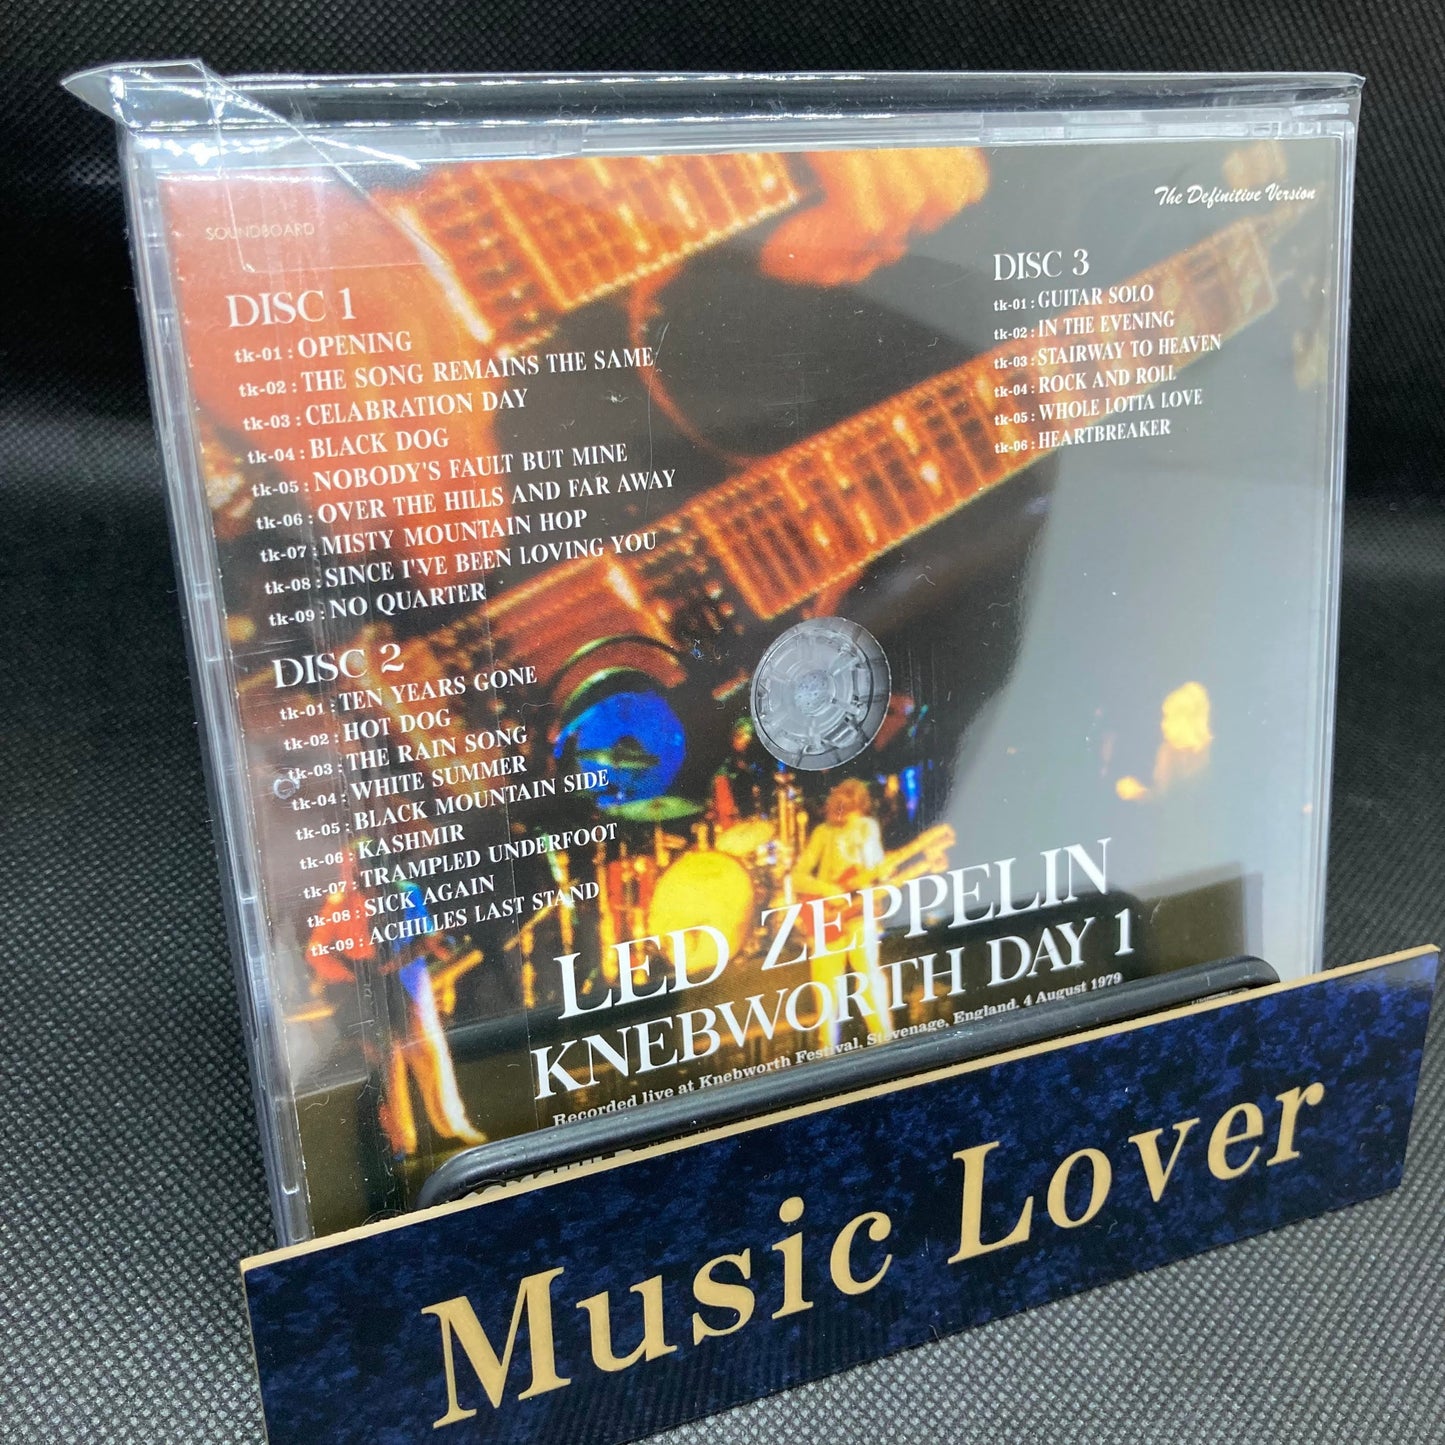 SOUNDBOARD
The Definitive Version
DISC 1
tk-01 : OPENING
tk-02 : THE SONG REMAINS THE SAME
tk-03 : CELABRATION DAY
tk-04 : BLACK DOG
tk-05 : NOBODY'S FAULT BUT MINE
tk-06 : OVER THE HILLS AND FAR AWAY
tk-07 : MISTY MOUNTAIN HOP
tk-08 : SINCE I'VE BEEN LOVING YOU
tk-09 : NO QUARTER
DISC 2
tk-01 : TEN YEARS GONE
tk-02 : HOT DOG
tk-03 : THE RAIN SONG
tk-04 : WHITE SUMMER
tk-05 : BLACK MOUNTAIN SIDE
tk-06 : KASHMIR
tk-07 : TRAMPLED UNDERFOOT
tk-08 : SICK AGAIN
tk-09 : ACHILLES LAST STAND
DISC 3
tk-01 : GUITAR SOLO
tk-02 : IN THE EVENING
tk-03 : STAIRWAY TO HEAVEN
tk-04 : ROCK AND ROLL
tk-05 : WHOLE LOTTA LOVE
tk-06 : HEARTBREAKER
LED ZEPPELIN
KNEBWORTH DAY 1
Recorded live at Knebworth Festival, Stevenage, England. 4 August 1979
Music Lover